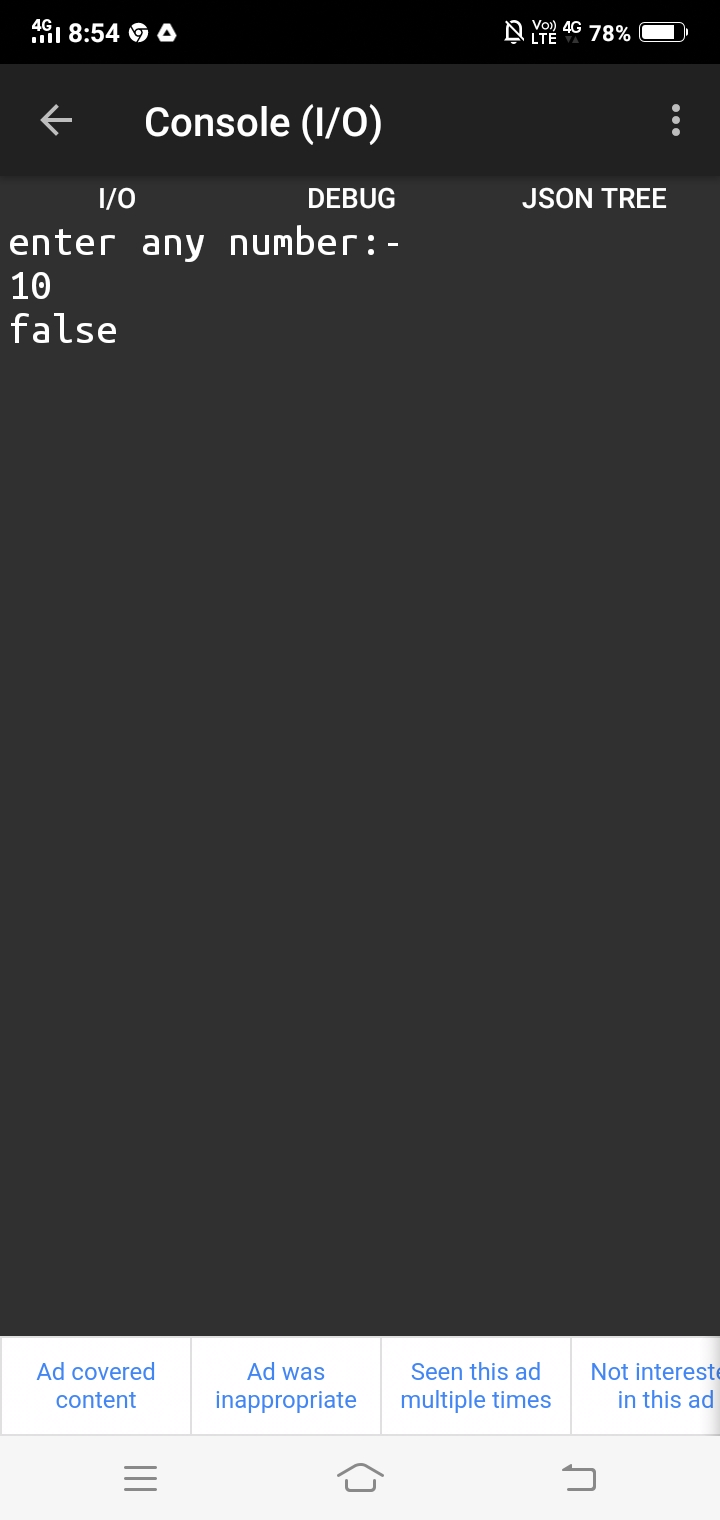 4G 8:54 Vo)) LTE 4G 78%
Console (I/O)
I/O DEBUG JSON TREE
enter any number:-
10
false
Ad covered content
Ad was inappropriate
Seen this ad multiple times
Not intereste in this ad